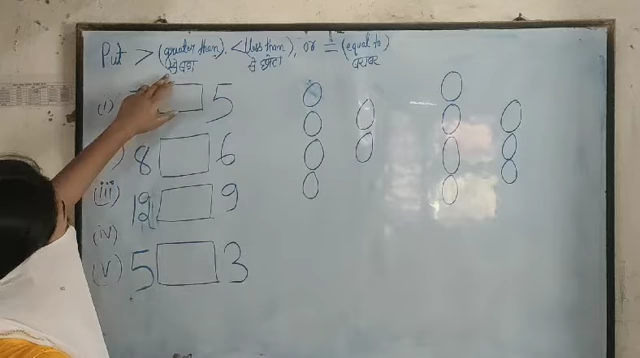 Put > (greater than), < (less than), or = (equal to)
से बड़ा से छोटा बराबर
(i) 5
8 6
(iii) 9
(iv)
(v) 5 3